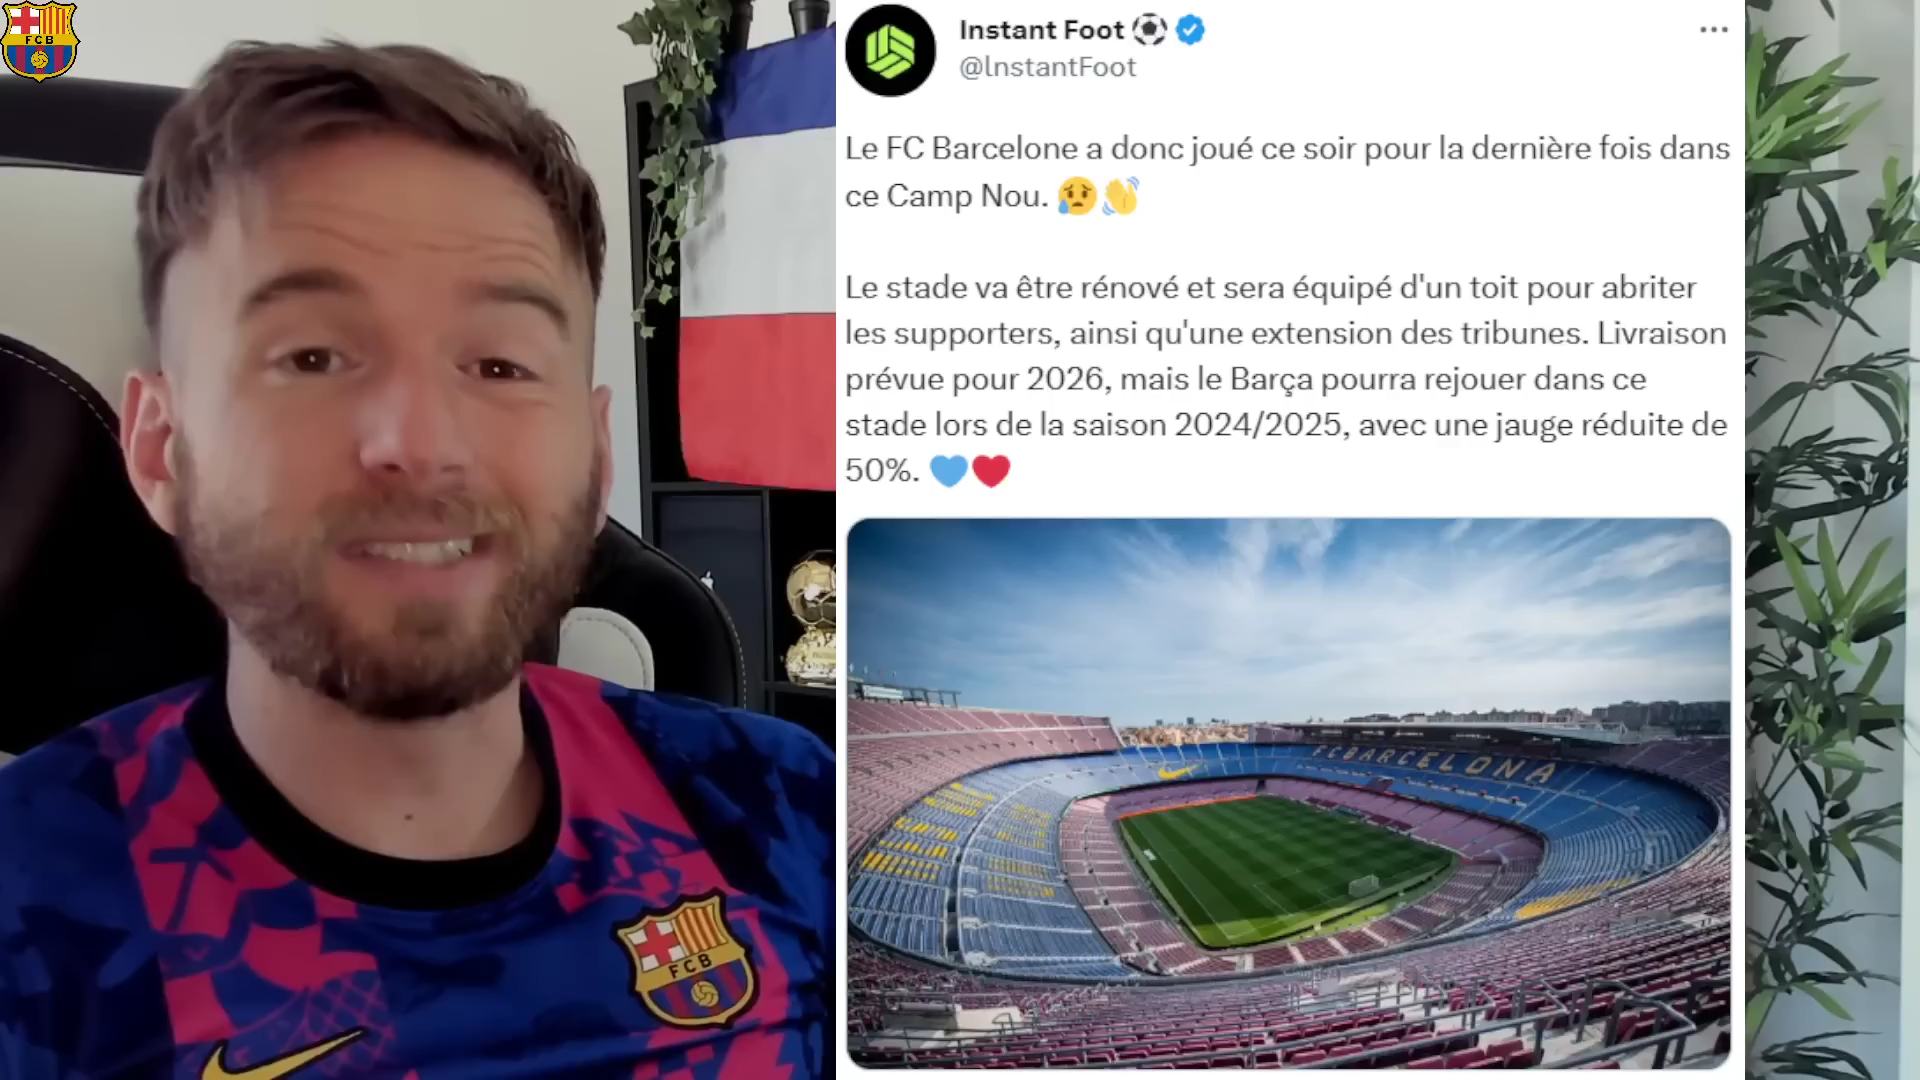 FCB
Instant Foot
@InstantFoot
Le FC Barcelone a donc joué ce soir pour la dernière fois dans
ce Camp Nou. 😥👋
Le stade va être rénové et sera équipé d'un toit pour abriter
les supporters, ainsi qu'une extension des tribunes. Livraison
prévue pour 2026, mais le Barça pourra rejouer dans ce
stade lors de la saison 2024/2025, avec une jauge réduite de
50%. 💙❤️
FC BARCELONA
FCB